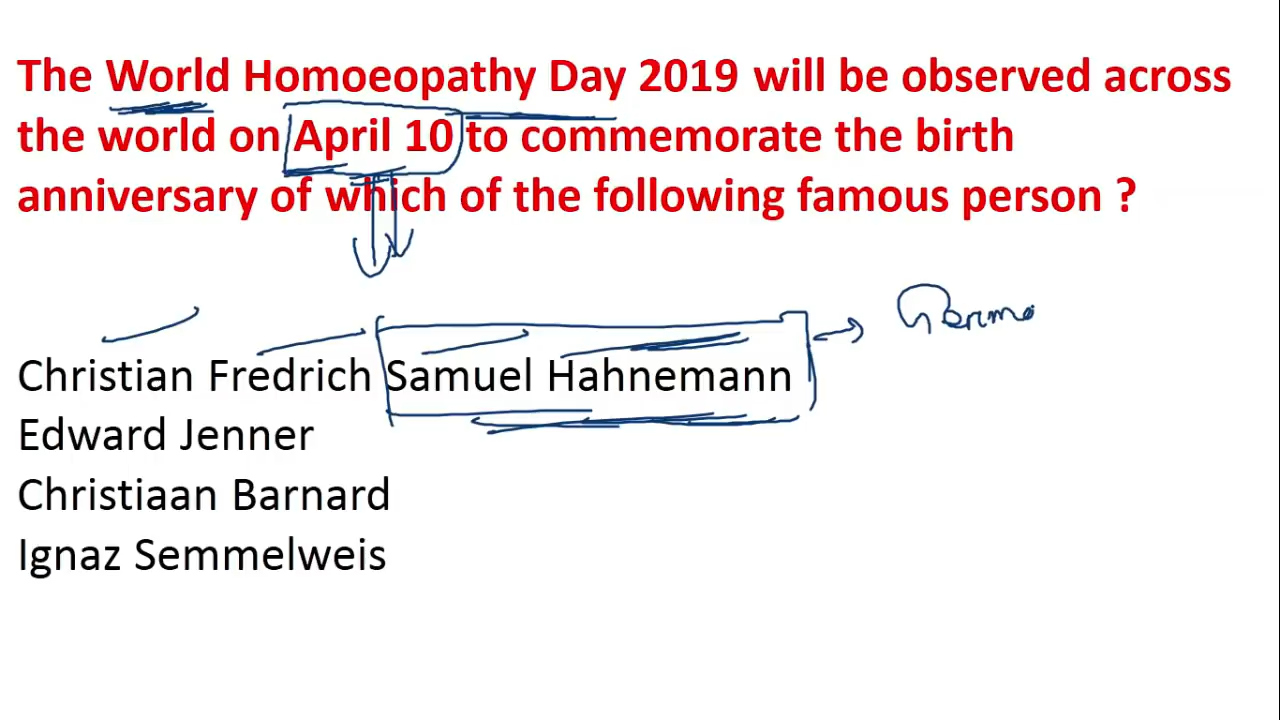 The World Homoeopathy Day 2019 will be observed across
the world on April 10 to commemorate the birth
anniversary of which of the following famous person ?
Christian Fredrich Samuel Hahnemann
Germa
Edward Jenner
Christiaan Barnard
Ignaz Semmelweis